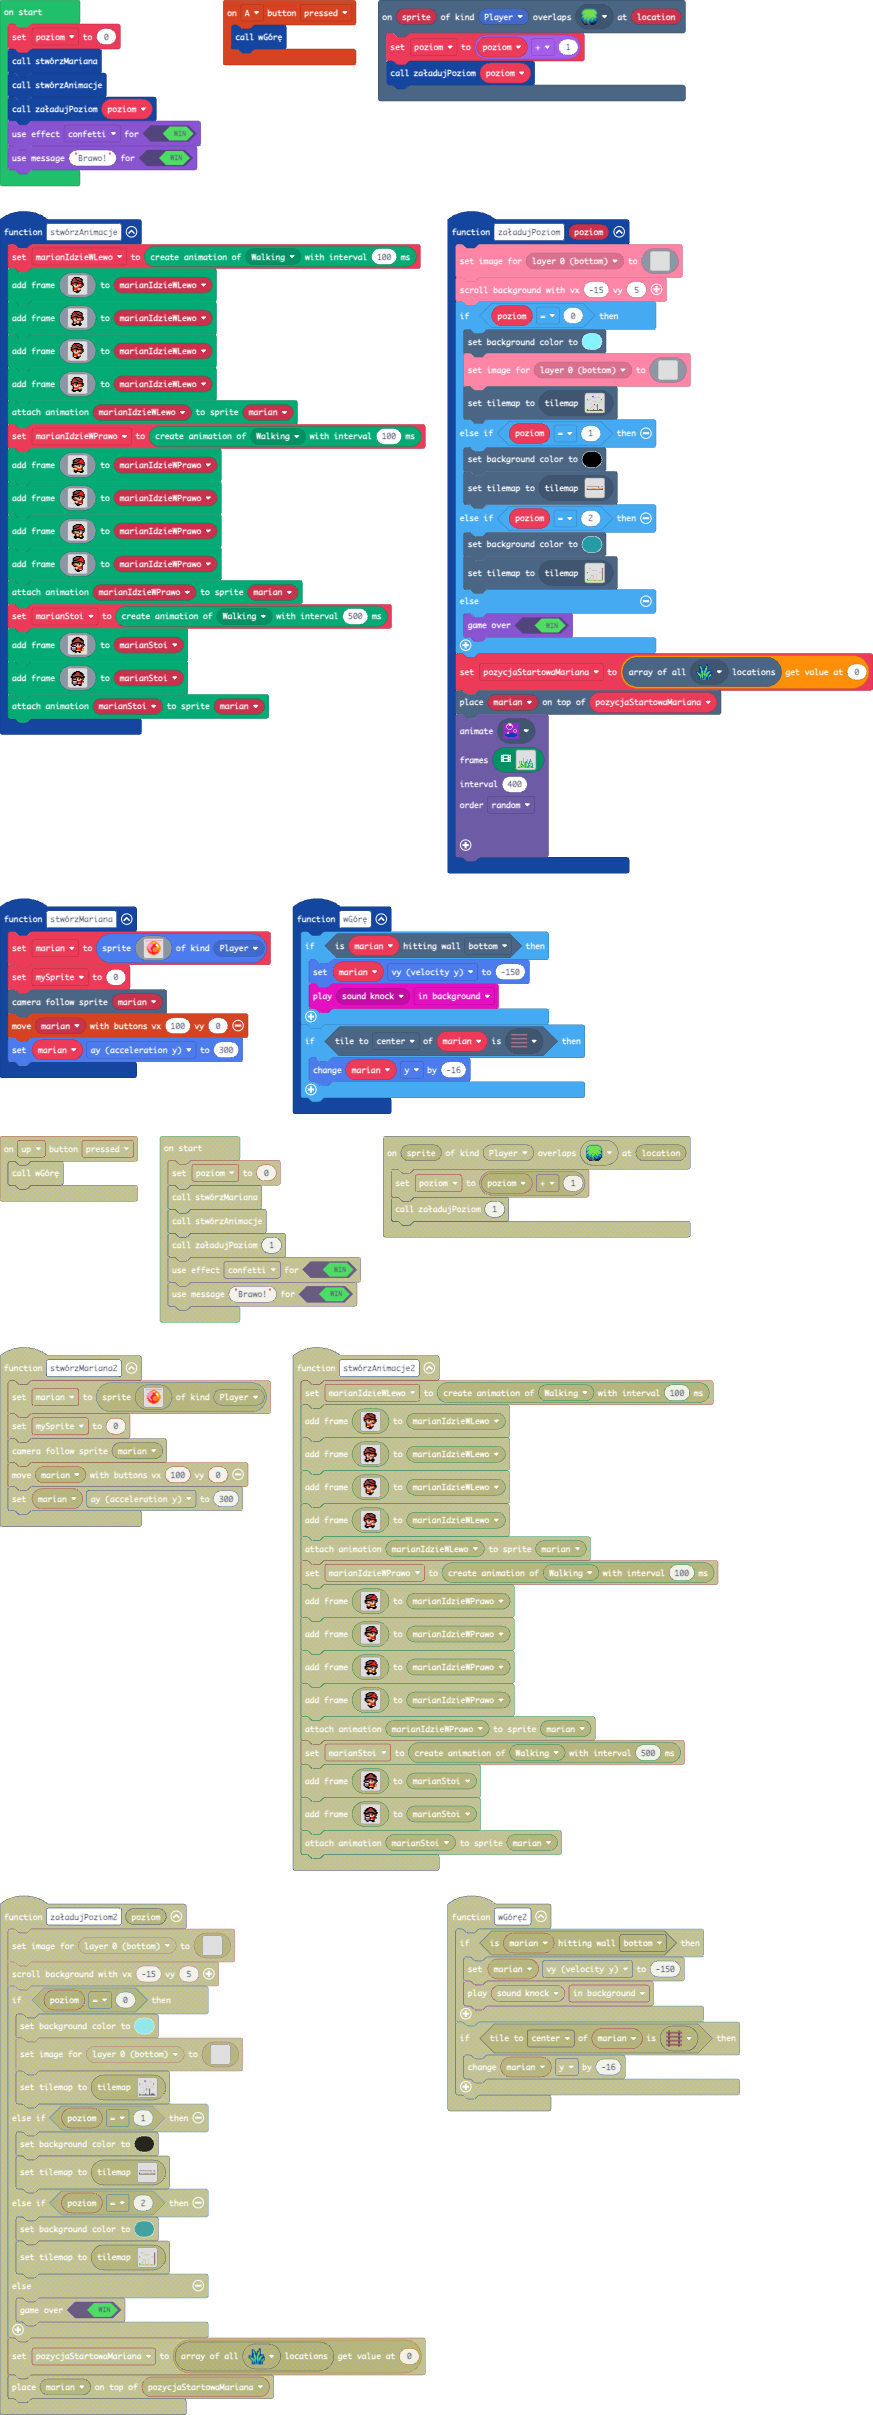 on start
set poziom to 0
call stwórzMariana
call stwórzAnimacje
call załadujPoziom poziom
use effect confetti for WIN
use message "Brawo!" for WIN
on A button pressed
call wGórę
on sprite of kind Player overlaps at location
set poziom to poziom + 1
call załadujPoziom poziom
function stwórzAnimacje
set marianIdzieWLewo to create animation of Walking with interval 100 ms
add frame to marianIdzieWLewo
add frame to marianIdzieWLewo
add frame to marianIdzieWLewo
add frame to marianIdzieWLewo
attach animation marianIdzieWLewo to sprite marian
set marianIdzieWPrawo to create animation of Walking with interval 100 ms
add frame to marianIdzieWPrawo
add frame to marianIdzieWPrawo
add frame to marianIdzieWPrawo
add frame to marianIdzieWPrawo
attach animation marianIdzieWPrawo to sprite marian
set marianStoi to create animation of Walking with interval 500 ms
add frame to marianStoi
add frame to marianStoi
attach animation marianStoi to sprite marian
function załadujPoziom poziom
set image for layer 0 (bottom) to
scroll background with vx -15 vy 5
if poziom = 0 then
set background color to
set image for layer 0 (bottom) to
set tilemap to tilemap
else if poziom = 1 then
set background color to
set tilemap to tilemap
else if poziom = 2 then
set background color to
set tilemap to tilemap
else
game over WIN
set pozycjaStartowaMariana to array of all locations get value at 0
place marian on top of pozycjaStartowaMariana
animate
frames
interval 400
order random
function stwórzMariana
set marian to sprite of kind Player
set mySprite to 0
camera follow sprite marian
move marian with buttons vx 100 vy 0
set marian ay (acceleration y) to 300
function wGórę
if is marian hitting wall bottom then
set marian vy (velocity y) to -150
play sound knock in background
if tile to center of marian is then
change marian y by -16
on up button pressed
call wGórę
on start
set poziom to 0
call stwórzMariana
call stwórzAnimacje
call załadujPoziom 1
use effect confetti for WIN
use message "Brawo!" for WIN
on sprite of kind Player overlaps at location
set poziom to poziom + 1
call załadujPoziom 1
function stwórzMariana2
set marian to sprite of kind Player
set mySprite to 0
camera follow sprite marian
move marian with buttons vx 100 vy 0
set marian ay (acceleration y) to 300
function stwórzAnimacje2
set marianIdzieWLewo to create animation of Walking with interval 100 ms
add frame to marianIdzieWLewo
add frame to marianIdzieWLewo
add frame to marianIdzieWLewo
add frame to marianIdzieWLewo
attach animation marianIdzieWLewo to sprite marian
set marianIdzieWPrawo to create animation of Walking with interval 100 ms
add frame to marianIdzieWPrawo
add frame to marianIdzieWPrawo
add frame to marianIdzieWPrawo
add frame to marianIdzieWPrawo
attach animation marianIdzieWPrawo to sprite marian
set marianStoi to create animation of Walking with interval 500 ms
add frame to marianStoi
add frame to marianStoi
attach animation marianStoi to sprite marian
function załadujPoziom2 poziom
set image for layer 0 (bottom) to
scroll background with vx -15 vy 5
if poziom = 0 then
set background color to
set image for layer 0 (bottom) to
set tilemap to tilemap
else if poziom = 1 then
set background color to
set tilemap to tilemap
else if poziom = 2 then
set background color to
set tilemap to tilemap
else
game over WIN
set pozycjaStartowaMariana to array of all locations get value at 0
place marian on top of pozycjaStartowaMariana
function wGórę2
if is marian hitting wall bottom then
set marian vy (velocity y) to -150
play sound knock in background
if tile to center of marian is then
change marian y by -16